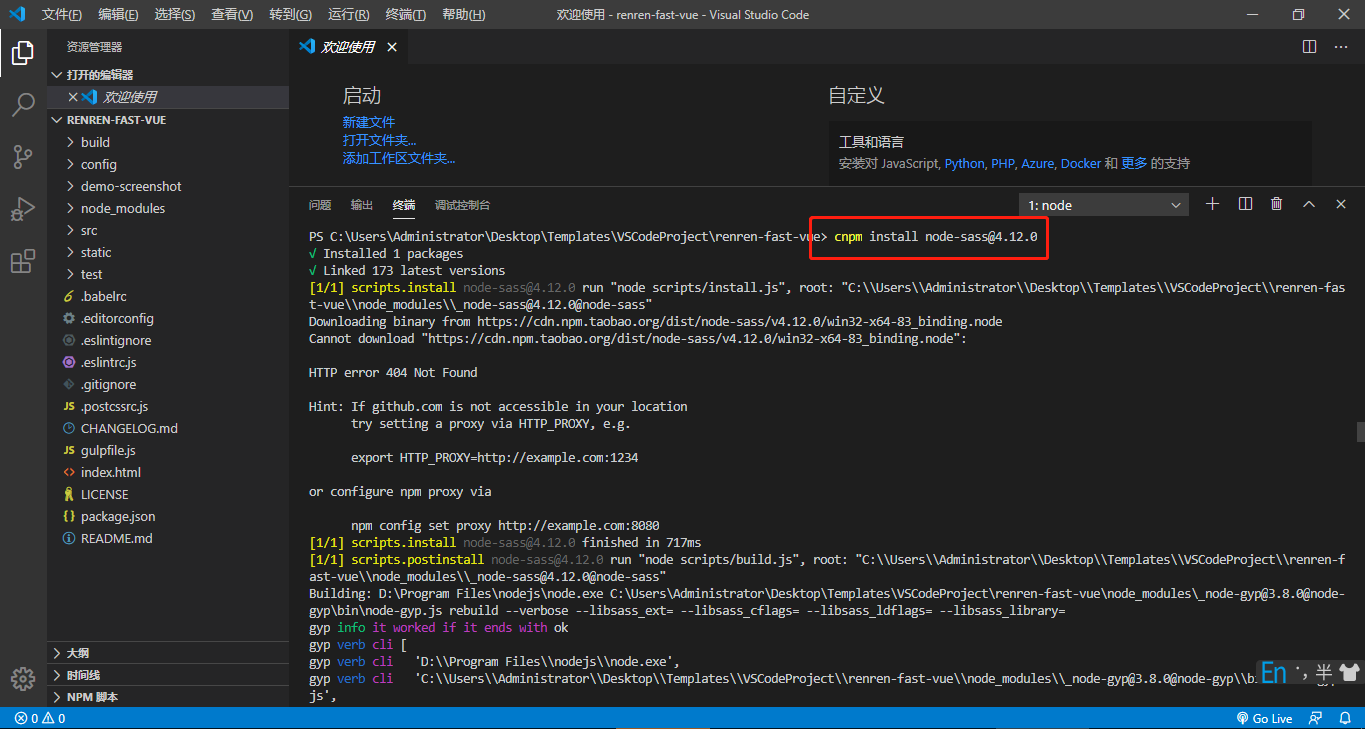 文件(F) 编辑(E) 选择(S) 查看(V) 转到(G) 运行(R) 终端(T) 帮助(H) 欢迎使用 - renren-fast-vue - Visual Studio Code
资源管理器
打开的编辑器
欢迎使用
RENREN-FAST-VUE
build
config
demo-screenshot
node_modules
src
static
test
.babelrc
.editorconfig
.eslintignore
.eslintrc.js
.gitignore
.postcssrc.js
CHANGELOG.md
gulpfile.js
index.html
LICENSE
package.json
README.md
大纲
时间线
NPM 脚本
欢迎使用
启动
新建文件
打开文件夹...
添加工作区文件夹...
自定义
工具和语言
安装对 JavaScript, Python, PHP, Azure, Docker 和 更多 的支持
问题 输出 终端 调试控制台 1: node
PS C:\Users\Administrator\Desktop\Templates\VSCodeProject\renren-fast-vue> cnpm install node-sass@4.12.0
√ Installed 1 packages
√ Linked 173 latest versions
[1/1] scripts.install node-sass@4.12.0 run "node scripts/install.js", root: "C:\\Users\\Administrator\\Desktop\\Templates\\VSCodeProject\\renren-fas
t-vue\\node_modules\\_node-sass@4.12.0@node-sass"
Downloading binary from https://cdn.npm.taobao.org/dist/node-sass/v4.12.0/win32-x64-83_binding.node
Cannot download "https://cdn.npm.taobao.org/dist/node-sass/v4.12.0/win32-x64-83_binding.node":
HTTP error 404 Not Found
Hint: If github.com is not accessible in your location
try setting a proxy via HTTP_PROXY, e.g.
export HTTP_PROXY=http://example.com:1234
or configure npm proxy via
npm config set proxy http://example.com:8080
[1/1] scripts.install node-sass@4.12.0 finished in 717ms
[1/1] scripts.postinstall node-sass@4.12.0 run "node scripts/build.js", root: "C:\\Users\\Administrator\\Desktop\\Templates\\VSCodeProject\\renren-f
ast-vue\\node_modules\\_node-sass@4.12.0@node-sass"
Building: D:\Program Files\nodejs\node.exe C:\Users\Administrator\Desktop\Templates\VSCodeProject\renren-fast-vue\node_modules\_node-gyp@3.8.0@node-
gyp\bin\node-gyp.js rebuild --verbose --libsass_ext= --libsass_cflags= --libsass_ldflags= --libsass_library=
gyp info it worked if it ends with ok
gyp verb cli [
gyp verb cli 'D:\\Program Files\\nodejs\\node.exe',
gyp verb cli 'C:\\Users\\Administrator\\Desktop\\Templates\\VSCodeProject\\renren-fast-vue\\node_modules\\_node-gyp@3.8.0@node-gyp\\bi
js',
En 半
0 0 Go Live